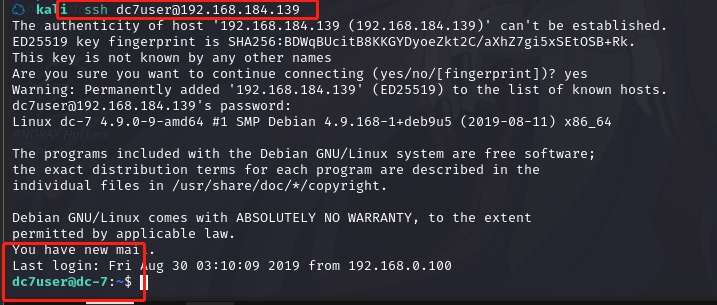 kali ssh dc7user@192.168.184.139
The authenticity of host '192.168.184.139 (192.168.184.139)' can't be established.
ED25519 key fingerprint is SHA256:BDWqBUcitB8KKGYDyoeZkt2C/aXhZ7gi5xSEtOSB+Rk.
This key is not known by any other names
Are you sure you want to continue connecting (yes/no/[fingerprint])? yes
Warning: Permanently added '192.168.184.139' (ED25519) to the list of known hosts.
dc7user@192.168.184.139's password:
Linux dc-7 4.9.0-9-amd64 #1 SMP Debian 4.9.168-1+deb9u5 (2019-08-11) x86_64
ANDRAX Hackers
The programs included with the Debian GNU/Linux system are free software;
the exact distribution terms for each program are described in the
individual files in /usr/share/doc/*/copyright.
Debian GNU/Linux comes with ABSOLUTELY NO WARRANTY, to the extent
permitted by applicable law.
You have new mai.
Last login: Fri Aug 30 03:10:09 2019 from 192.168.0.100
dc7user@dc-7:~$